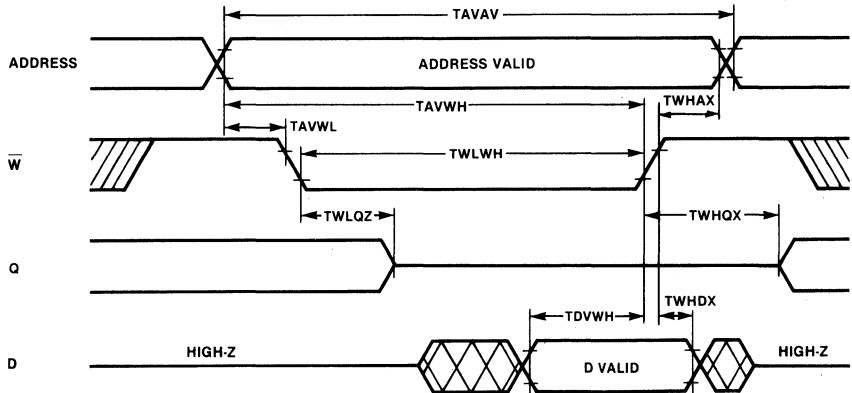 TAVAV
ADDRESS
ADDRESS VALID
TAVWH
TWHAX
TAVWL
W
TWLWH
TWLQZ
TWHQX
Q
TWHDX
TDVWH
HIGH-Z
D VALID
HIGH-Z
D